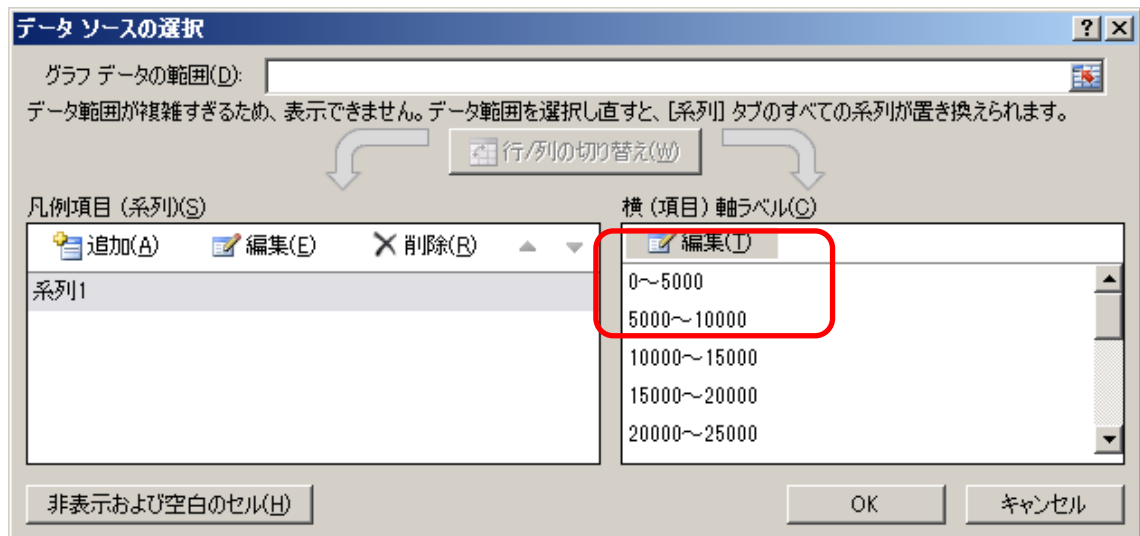 データ ソースの選択
グラフ データの範囲(D):
データ範囲が複雑すぎるため、表示できません。データ範囲を選択し直すと、[系列] タブのすべての系列が置き換えられます。
行/列の切り替え(W)
凡例項目 (系列)(S)
追加(A) 編集(E) 削除(R)
系列1
横 (項目) 軸ラベル(C)
編集(T)
0～5000
5000～10000
10000～15000
15000～20000
20000～25000
非表示および空白のセル(H)
OK キャンセル